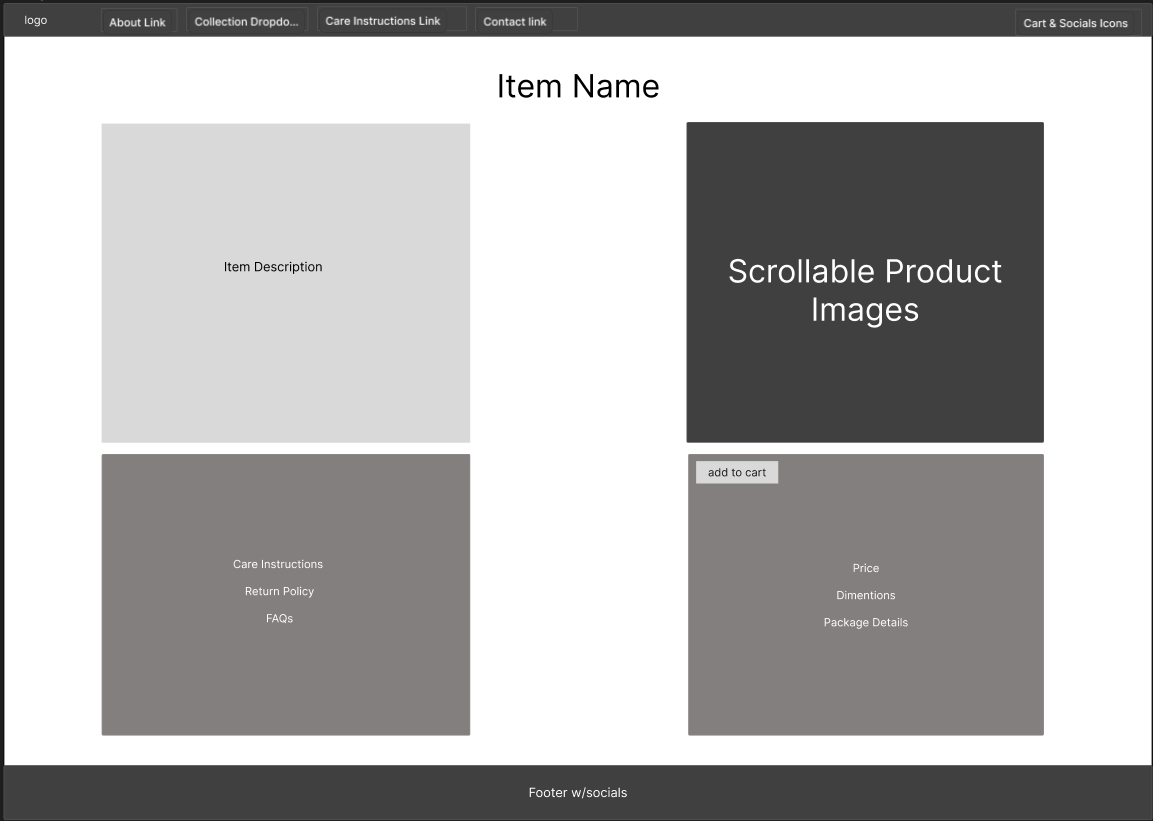 logo
About Link
Collection Dropdo...
Care Instructions Link
Contact link
Cart & Socials Icons
Item Name
Item Description
Scrollable Product
Images
add to cart
Care Instructions
Return Policy
FAQs
Price
Dimentions
Package Details
Footer w/socials